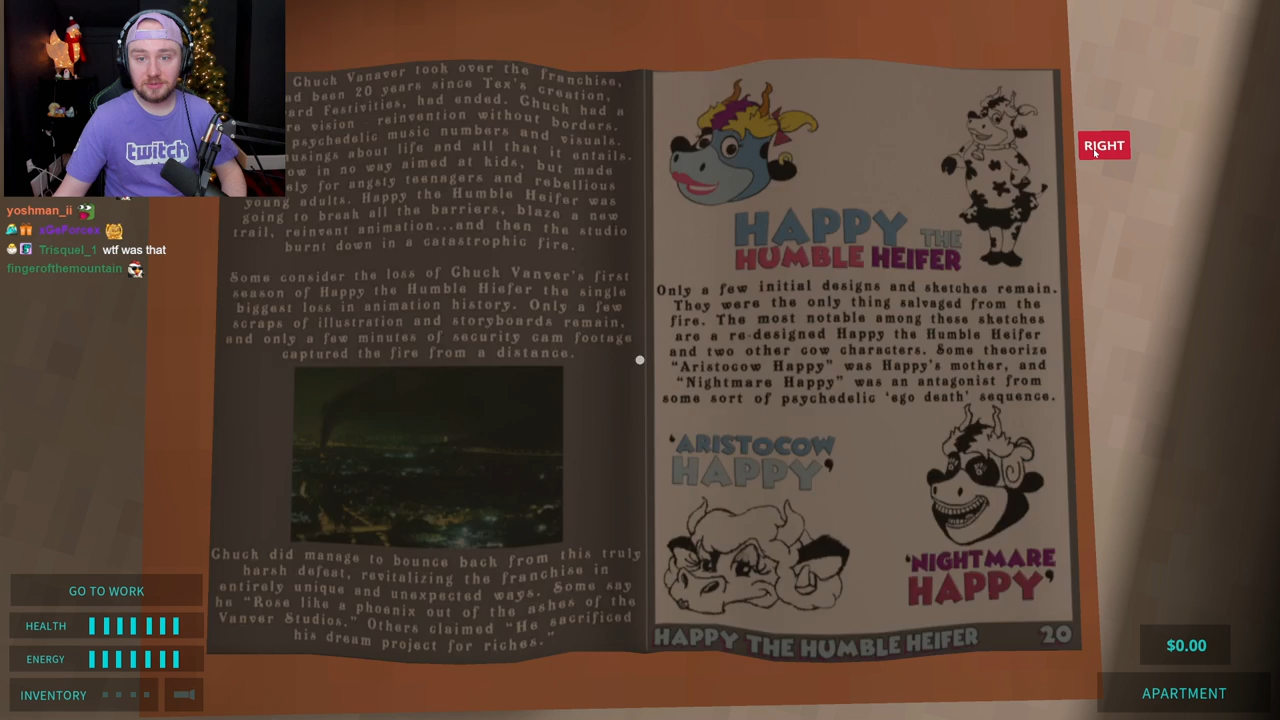 twitch
yoshman_ii
xGeForcex
Trisquel_1 wtf was that
fingerofthemountain
Ghuck Vanaver took over the franchise,
been 20 years since Tex's creation,
Festivities, had ended. Ghuck had a
vision - reinvention without borders.
psychedelic music numbers and visuals.
about life and all that it entails.
in no way aimed at kids, but made
for angsty teenagers and rebellious
young adults. Happy the Humble Heifer was
going to break all the barriers, blaze a new
trail, reinvent animation...and then the studio
burnt down in a catastrophic fire.
Some consider the loss of Ghuck Vanver's first
season of Happy the Humble Hiefer the single
biggest loss in animation history. Only a few
scraps of illustration and storyboards remain,
and only a few minutes of security cam footage
captured the fire from a distance.
Ghuck did manage to bounce back from this truly
harsh defeat, revitalizing the franchise in
entirely unique and unexpected ways. Some say
he "Rose like a phoenix out of the ashes of the
Vanver Studios." Others claimed "He sacrificed
his dream project for riches."
HAPPY THE
HUMBLE HEIFER
Only a few initial designs and sketches remain.
They were the only thing salvaged from the
fire. The most notable among these sketches
are a re-designed Happy the Humble Heifer
and two other cow characters. Some theorize
"Aristocow Happy" was Happy's mother, and
"Nightmare Happy" was an antagonist from
some sort of psychedelic 'ego death' sequence.
'ARISTOCOW
HAPPY'
'NIGHTMARE
HAPPY'
HAPPY THE HUMBLE HEIFER 20
RIGHT
GO TO WORK
HEALTH
ENERGY
INVENTORY
$0.00
APARTMENT